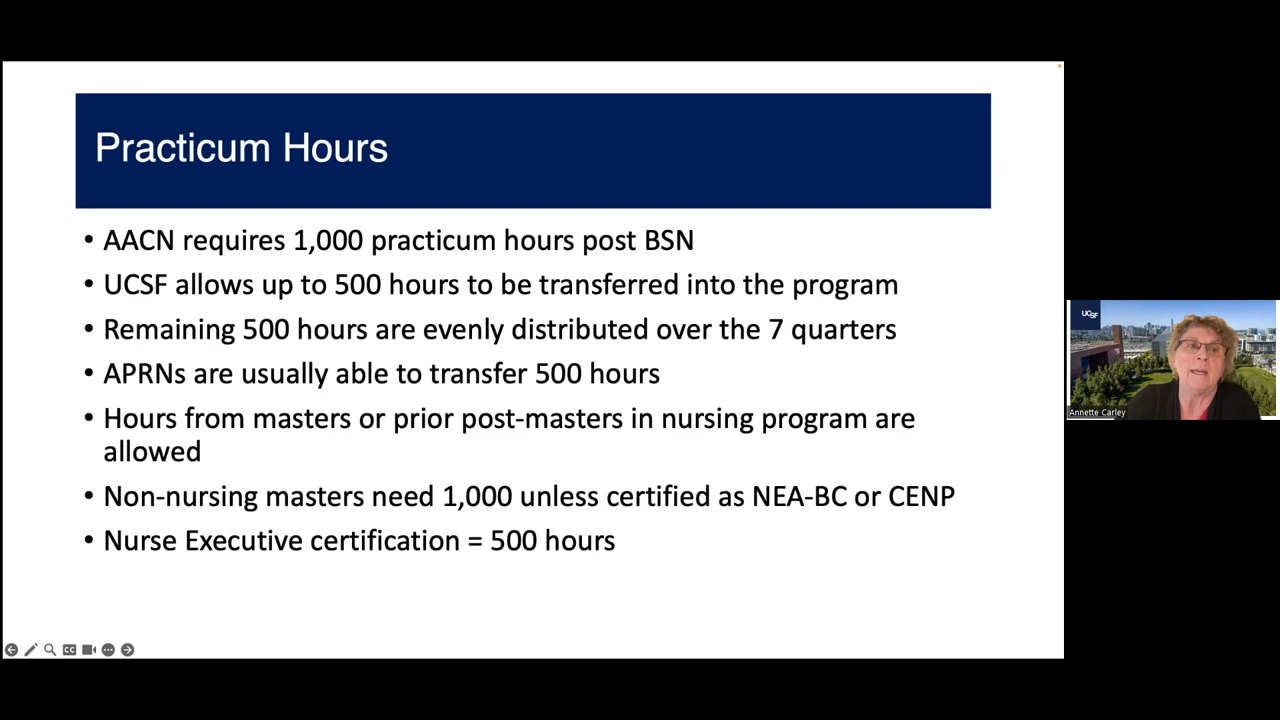 Practicum Hours
• AACN requires 1,000 practicum hours post BSN
• UCSF allows up to 500 hours to be transferred into the program
• Remaining 500 hours are evenly distributed over the 7 quarters
• APRNs are usually able to transfer 500 hours
• Hours from masters or prior post-masters in nursing program are
allowed
• Non-nursing masters need 1,000 unless certified as NEA-BC or CENP
• Nurse Executive certification = 500 hours
UCSF
Annette Carley
CC